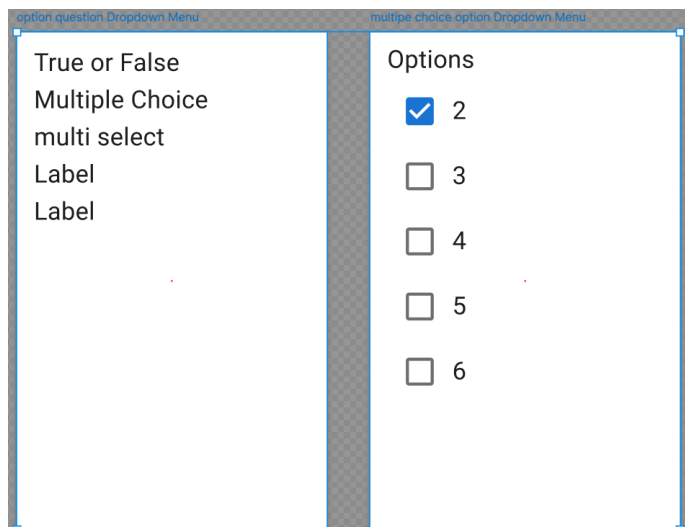 option question Dropdown Menu
True or False
Multiple Choice
multi select
Label
Label
multipe choice option Dropdown Menu
Options
2
3
4
5
6